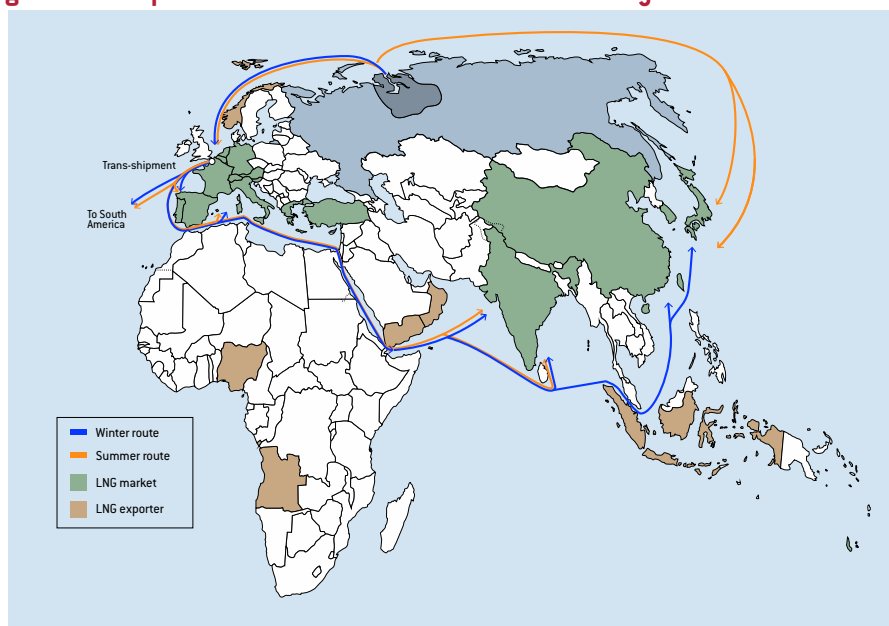 Trans-shipment
To South
America
Winter route
Summer route
LNG market
LNG exporter